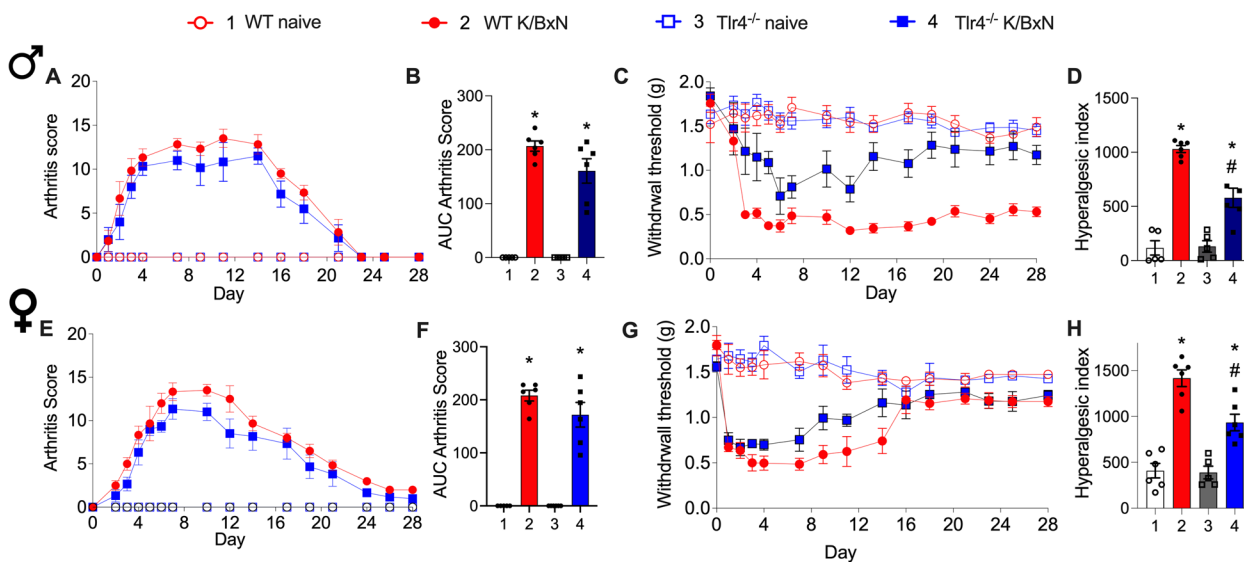 1 WT naive 2 WT K/BxN 3 Tlr4-/- naive 4 Tlr4-/- K/BxN
♂
A
Arthritis score
20
15
10
5
0
0 4 8 12 16 20 24 28
Day
B
AUC Arthritis Score
300
200
100
0
* *
1 2 3 4
C
Withdrwal threshold (g)
2.0
1.5
1.0
0.5
0.0
0 4 8 12 16 20 24 28
Day
D
Hyperalgesic index
1500
1000
500
0
* *
#
1 2 3 4
♀
E
Arthritis score
20
15
10
5
0
0 4 8 12 16 20 24 28
Day
F
AUC Arthritis Score
300
200
100
0
* *
1 2 3 4
G
Withdrwal threshold (g)
2.0
1.5
1.0
0.5
0.0
0 4 8 12 16 20 24 28
Day
H
Hyperalgesic index
2000
1500
1000
500
0
* *
#
1 2 3 4